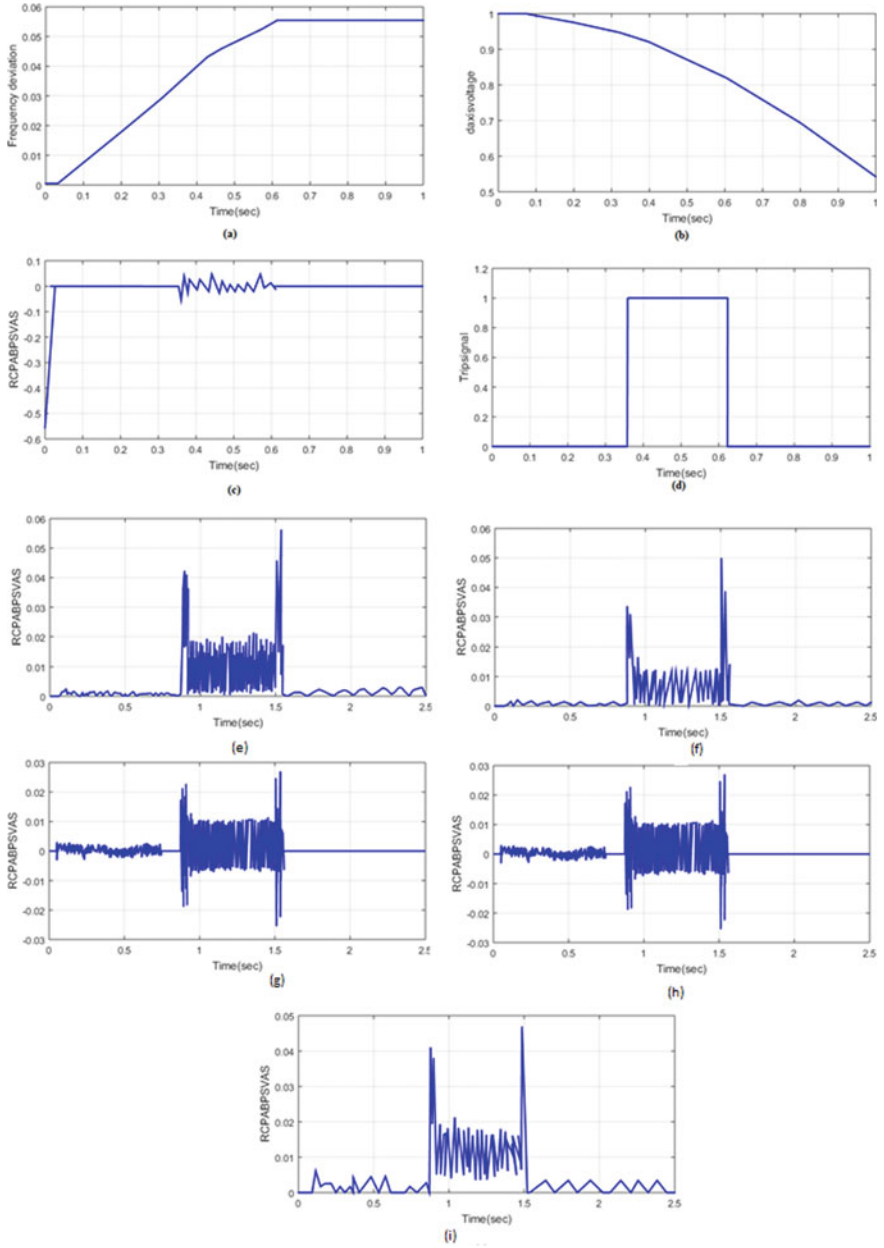 0.06
0.05
0.04
0.03
0.02
0.01
0
Frequency deviation
0 0.1 0.2 0.3 0.4 0.5 0.6 0.7 0.8 0.9 1
Time(sec)
(a)
1
0.9
0.8
0.7
0.6
0.5
daxisvoltage
0 0.1 0.2 0.3 0.4 0.5 0.6 0.7 0.8 0.9 1
Time(sec)
(b)
0.1
0
-0.1
-0.2
-0.3
-0.4
-0.5
-0.6
RCPABPSVAS
0 0.1 0.2 0.3 0.4 0.5 0.6 0.7 0.8 0.9 1
Time(sec)
(c)
1.2
1
0.8
0.6
0.4
0.2
0
Tripsignal
0 0.1 0.2 0.3 0.4 0.5 0.6 0.7 0.8 0.9 1
Time(sec)
(d)
0.06
0.05
0.04
0.03
0.02
0.01
0
RCPABPSVAS
0 0.5 1 1.5 2 2.5
Time(sec)
(e)
0.06
0.05
0.04
0.03
0.02
0.01
0
RCPABPSVAS
0 0.5 1 1.5 2 2.5
Time(sec)
(f)
0.03
0.02
0.01
0
-0.01
-0.02
-0.03
RCPABPSVAS
0 0.5 1 1.5 2 2.5
Time(sec)
(g)
0.03
0.02
0.01
0
-0.01
-0.02
-0.03
RCPABPSVAS
0 0.5 1 1.5 2 2.5
Time(sec)
(h)
0.05
0.04
0.03
0.02
0.01
0
RCPABPSVAS
0 0.5 1 1.5 2 2.5
Time(sec)
(i)